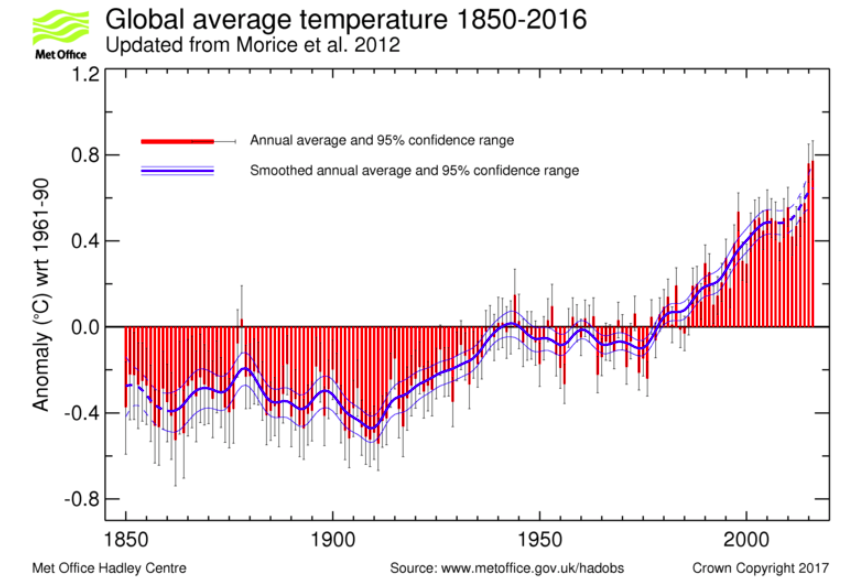 Met Office
Global average temperature 1850-2016
Updated from Morice et al. 2012
Anomaly (°C) wrt 1961-90
1.2
0.8
0.4
0.0
-0.4
-0.8
Annual average and 95% confidence range
Smoothed annual average and 95% confidence range
1850
1900
1950
2000
Met Office Hadley Centre
Source: www.metoffice.gov.uk/hadobs
Crown Copyright 2017